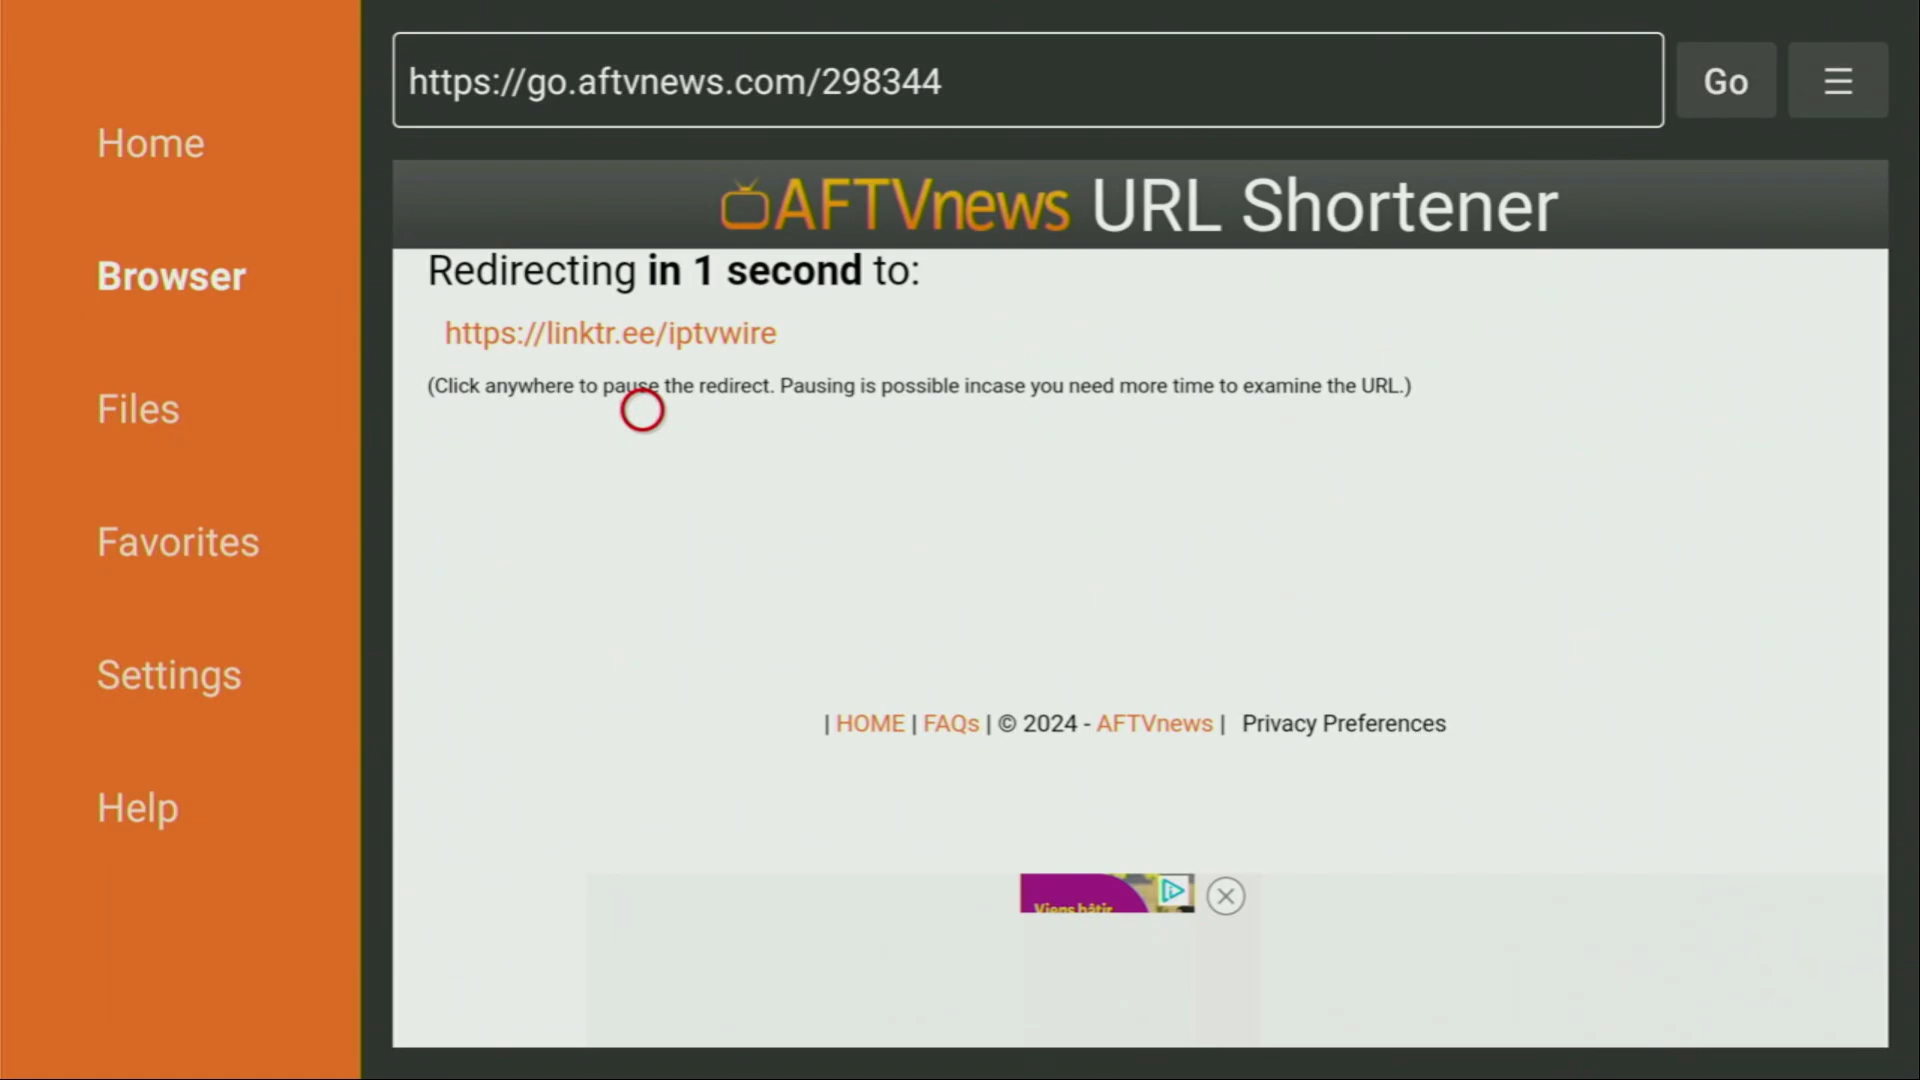 https://go.aftvnews.com/298344
Go
Home
Browser
Files
Favorites
Settings
Help
AFTVnews URL Shortener
Redirecting in 1 second to:
https://linktr.ee/iptvwire
(Click anywhere to pause the redirect. Pausing is possible incase you need more time to examine the URL.)
| HOME | FAQs | © 2024 - AFTVnews | Privacy Preferences
Viens bâtir